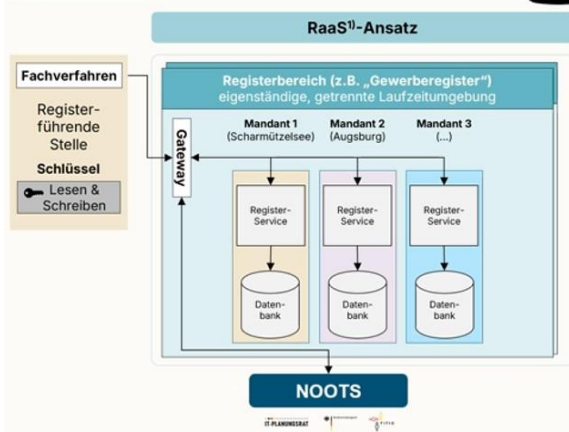 RaaS¹⁾-Ansatz
Fachverfahren
Register-
führende
Stelle
Schlüssel
Lesen &
Schreiben
Registerbereich (z.B. „Gewerberegister“)
eigenständige, getrennte Laufzeitumgebung
Gateway
Mandant 1
(Scharmützelsee)
Mandant 2
(Augsburg)
Mandant 3
(...)
Register-
Service
Register-
Service
Register-
Service
Daten-
bank
Daten-
bank
Daten-
bank
NOOTS
IT-PLANUNGSRAT